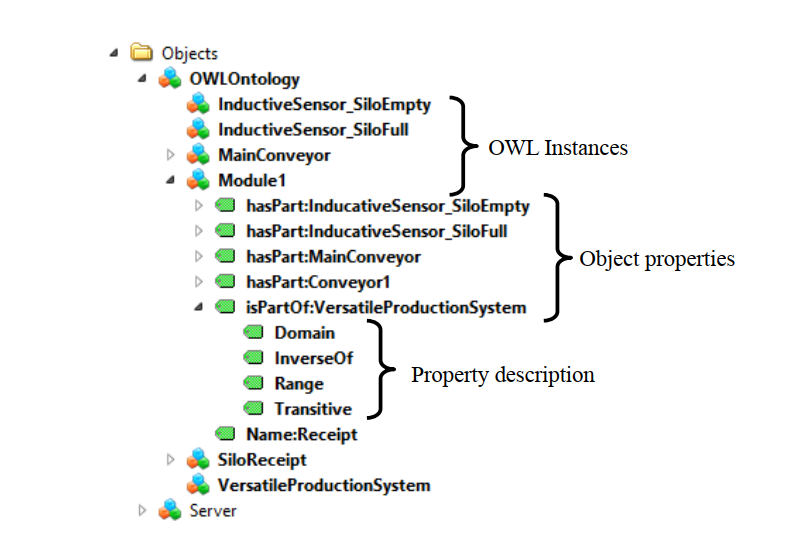 Objects
OWLOntology
InductiveSensor_SiloEmpty
InductiveSensor_SiloFull
OWL Instances
MainConveyor
Module1
hasPart:InducativeSensor_SiloEmpty
hasPart:InducativeSensor_SiloFull
hasPart:MainConveyor
Object properties
hasPart:Conveyor1
isPartOf:VersatileProductionSystem
Domain
InverseOf
Property description
Range
Transitive
Name:Receipt
SiloReceipt
VersatileProductionSystem
Server